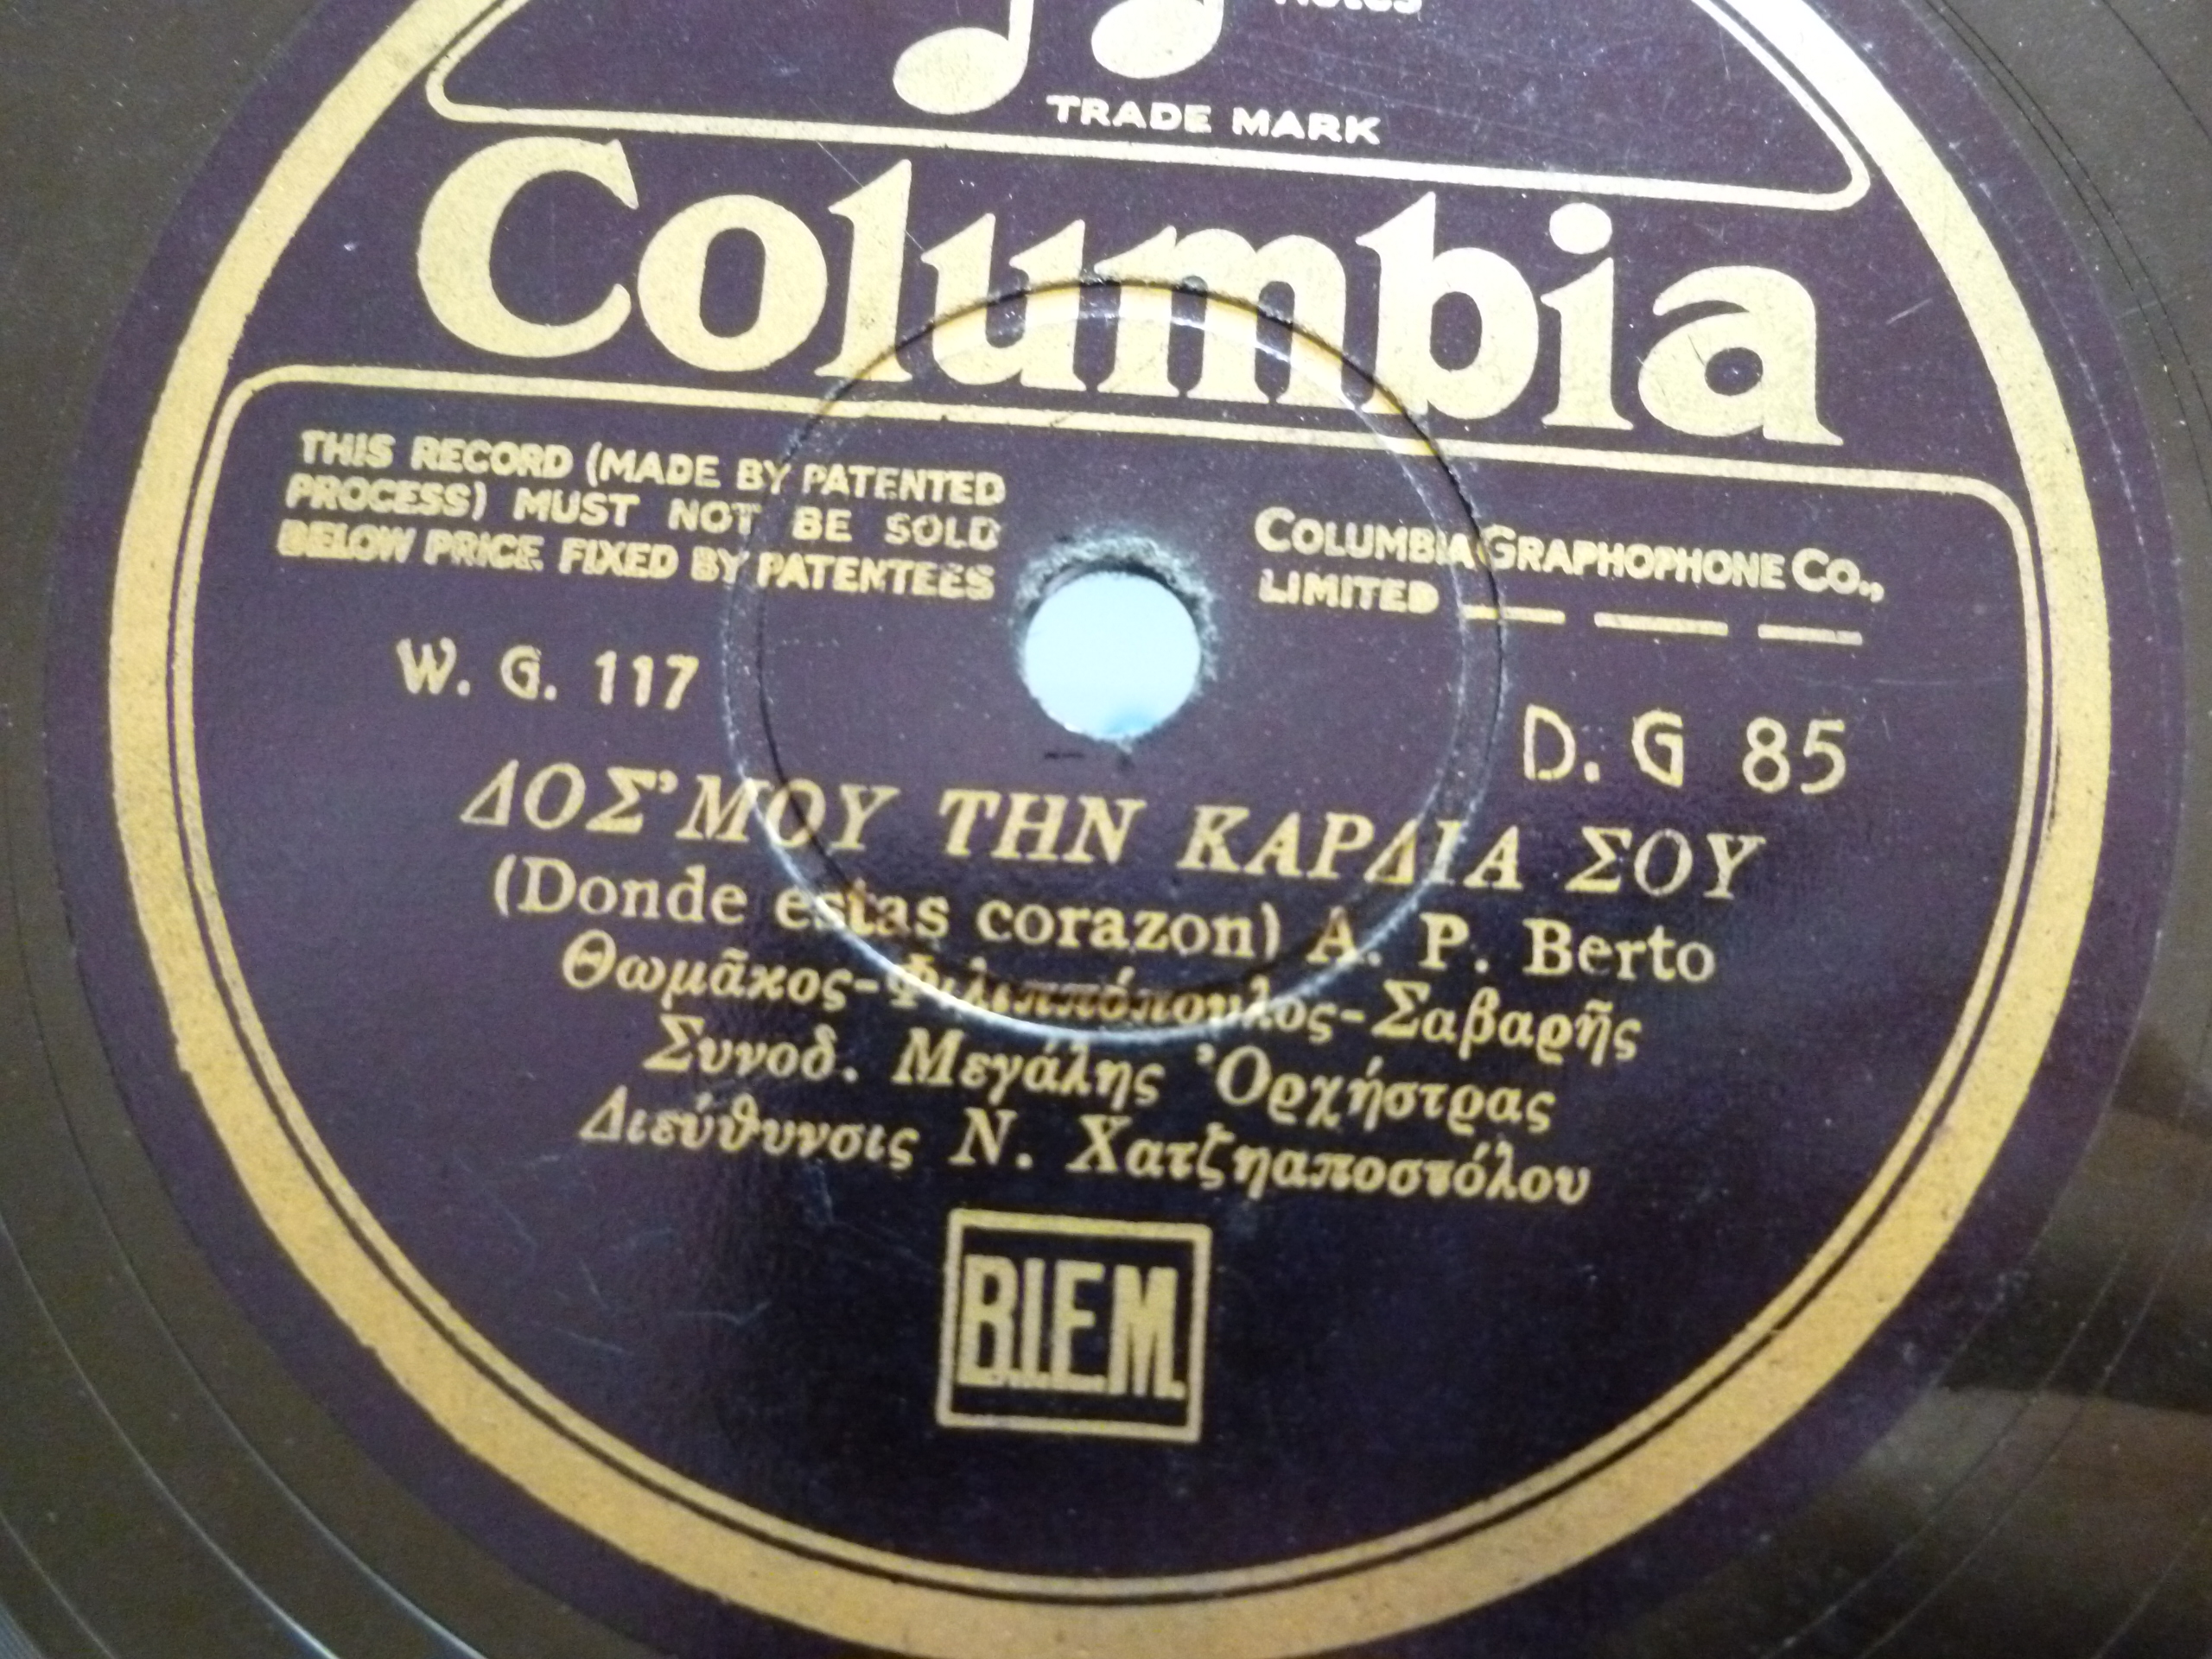 Notes
TRADE MARK
Columbia
THIS RECORD (MADE BY PATENTED
PROCESS) MUST NOT BE SOLD
BELOW PRICE FIXED BY PATENTEES
COLUMBIA GRAPHOPHONE CO.,
LIMITED
W. G. 117
D. G 85
ΔΟΣ' ΜΟΥ ΤΗΝ ΚΑΡΔΙΑ ΣΟΥ
(Donde estas corazon) A. P. Berto
Θωμᾶκος-Φιλιππόπουλος-Σαβαρῆς
Συνοδ. Μεγάλης Ὀρχήστρας
Διεύθυνσις Ν. Χατζηαποστόλου
B.I.E.M.